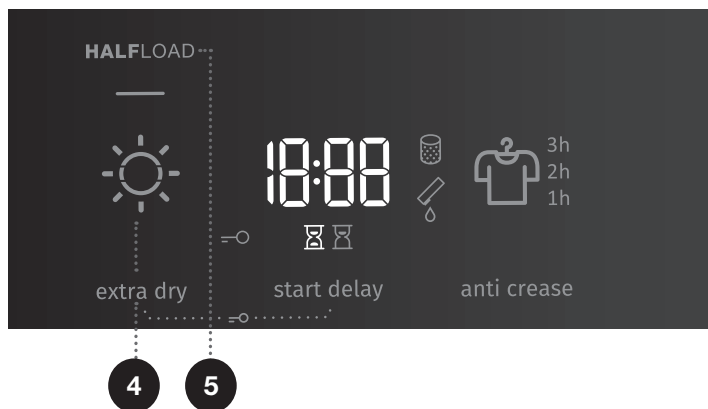 HALFLOAD
18:88
3h
2h
1h
extra dry
start delay
anti crease
4
5